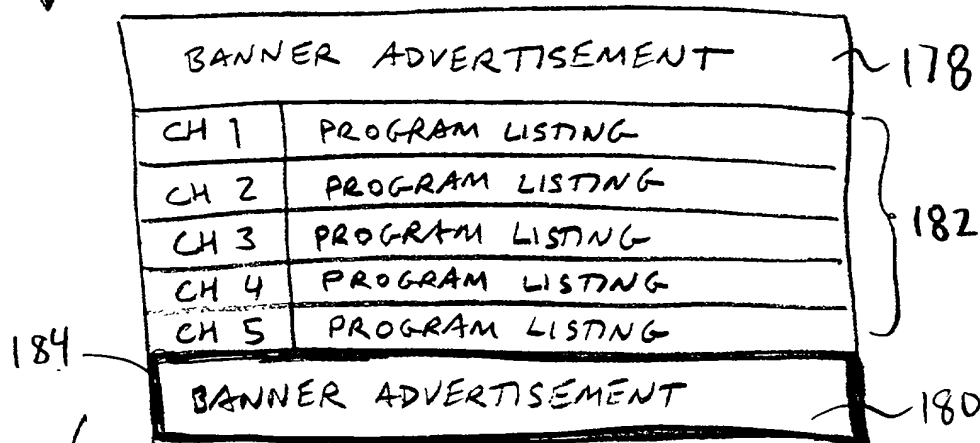 BANNER ADVERTISEMENT 178
CH 1 PROGRAM LISTING
CH 2 PROGRAM LISTING
CH 3 PROGRAM LISTING 182
CH 4 PROGRAM LISTING
CH 5 PROGRAM LISTING
184
BANNER ADVERTISEMENT 180